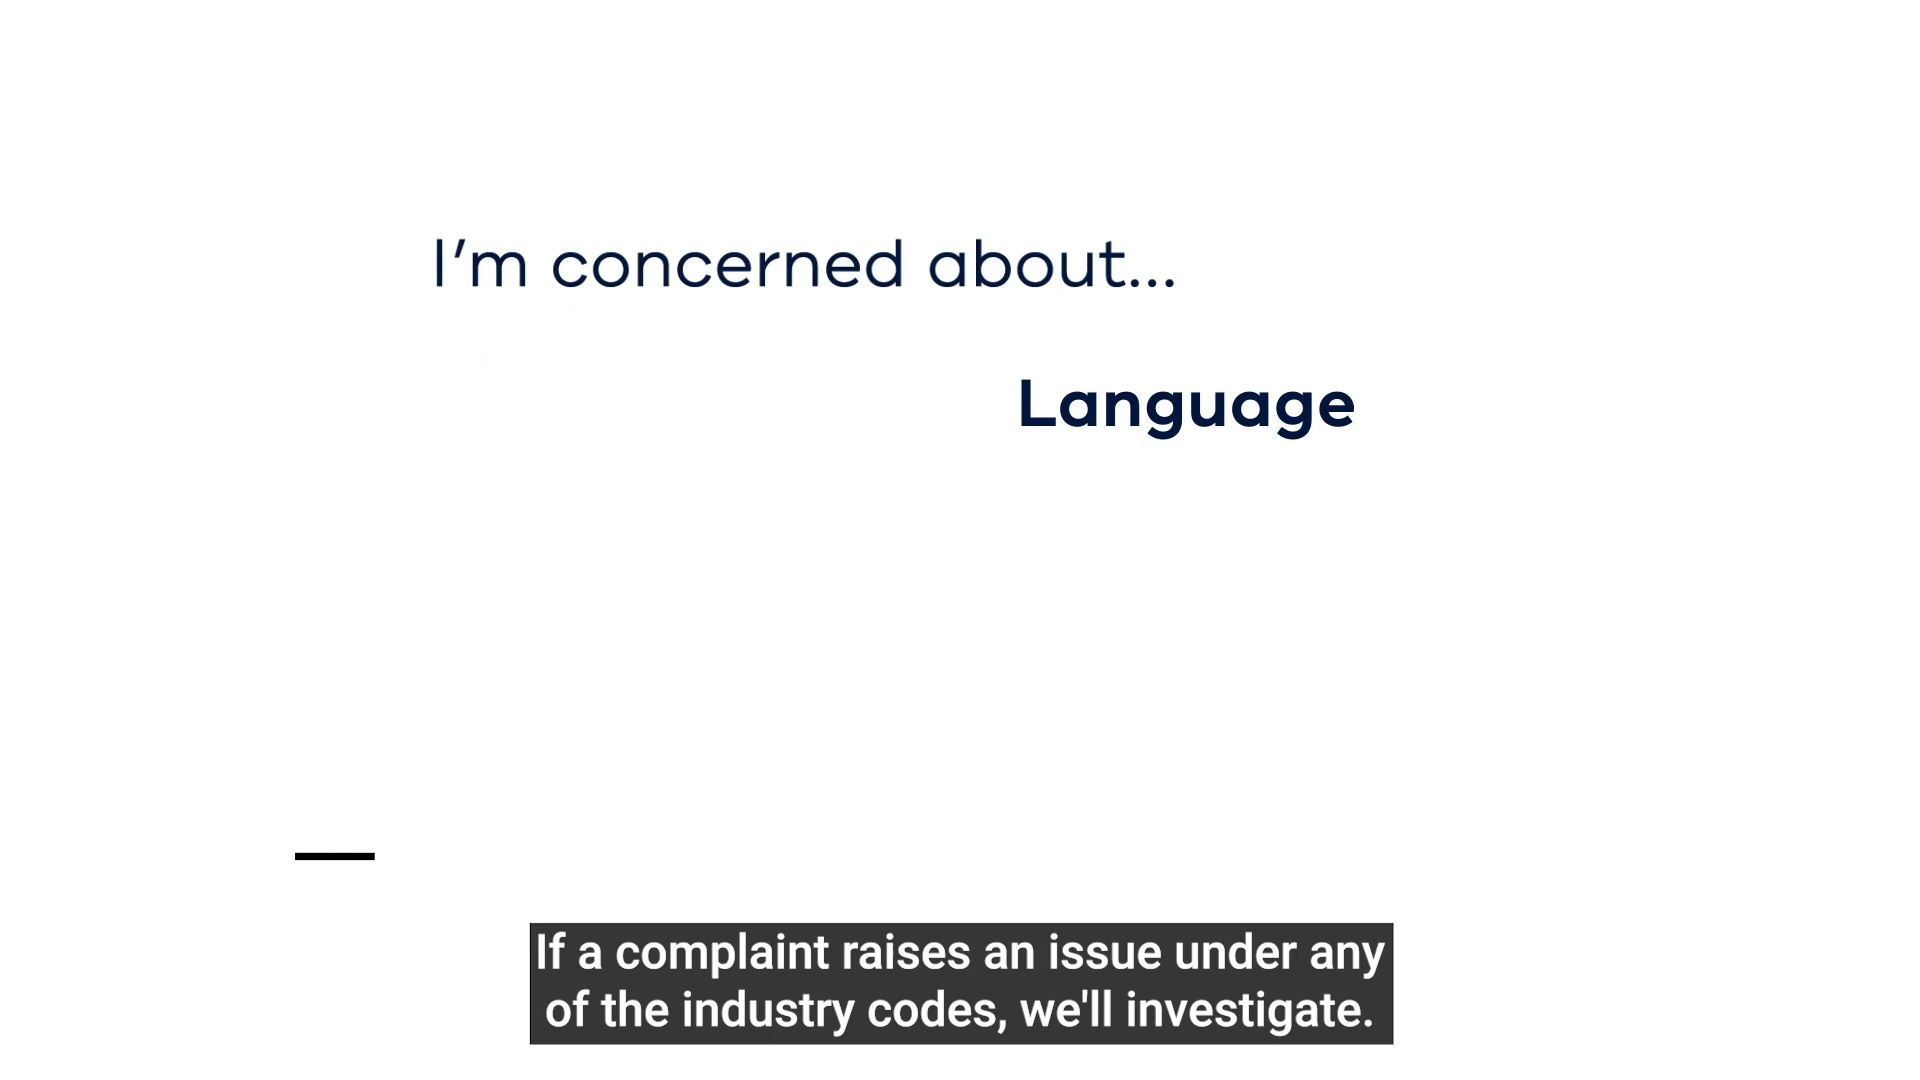 I'm concerned about...
Language
If a complaint raises an issue under any
of the industry codes, we'll investigate.